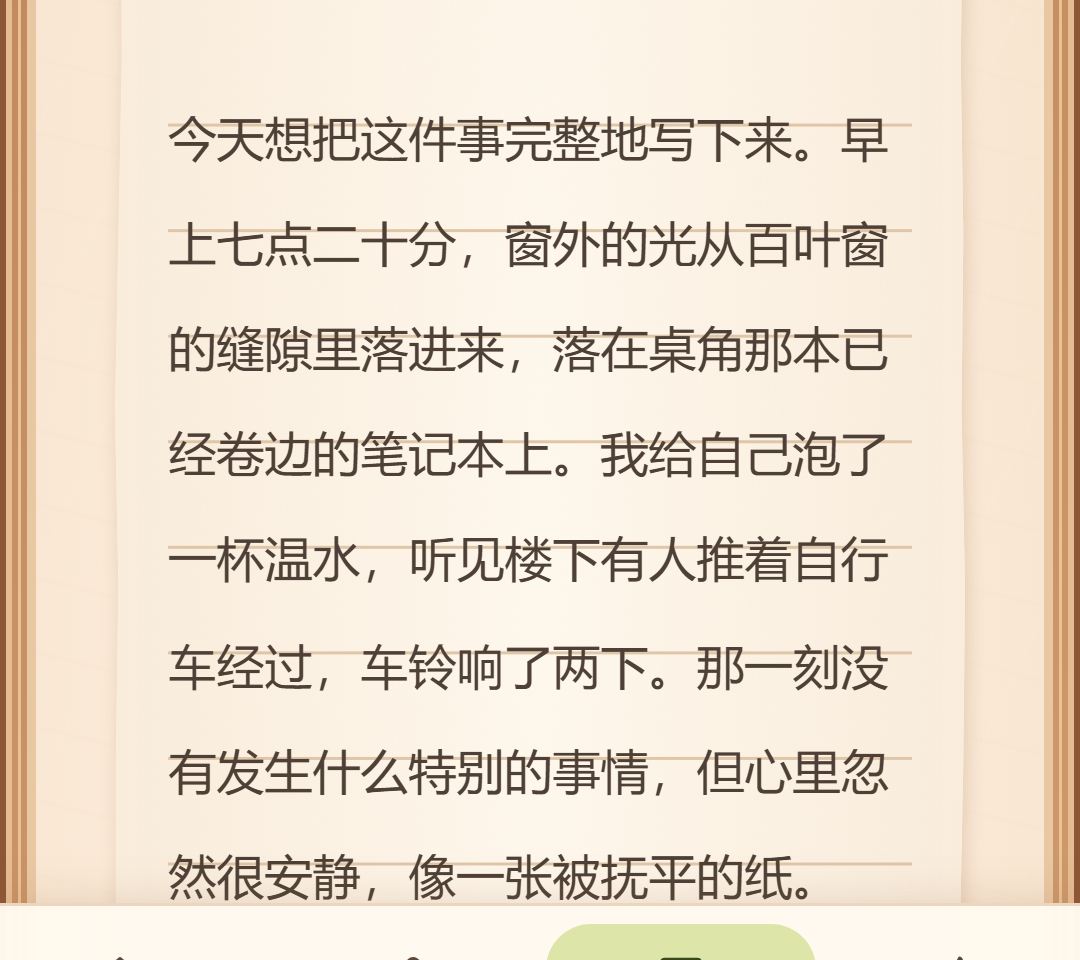 今天想把这件事完整地写下来。早
上七点二十分，窗外的光从百叶窗
的缝隙里落进来，落在桌角那本已
经卷边的笔记本上。我给自己泡了
一杯温水，听见楼下有人推着自行
车经过，车铃响了两下。那一刻没
有发生什么特别的事情，但心里忽
然很安静，像一张被抚平的纸。